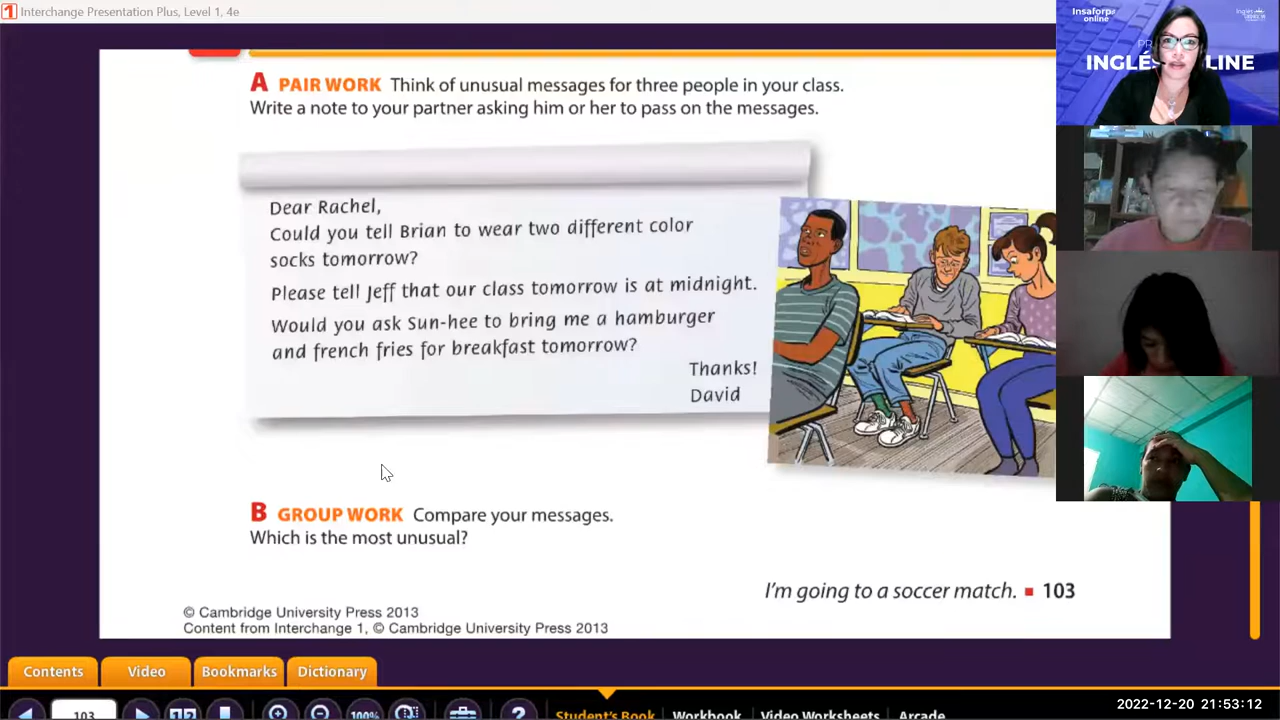 Interchange Presentation Plus, Level 1, 4e
A PAIR WORK Think of unusual messages for three people in your class.
Write a note to your partner asking him or her to pass on the messages.
Dear Rachel,
Could you tell Brian to wear two different color
socks tomorrow?
Please tell Jeff that our class tomorrow is at midnight.
Would you ask Sun-hee to bring me a hamburger
and french fries for breakfast tomorrow?
Thanks!
David
B GROUP WORK Compare your messages.
Which is the most unusual?
I'm going to a soccer match. 103
© Cambridge University Press 2013
Content from Interchange 1, © Cambridge University Press 2013
Contents Video Bookmarks Dictionary
103 100% ?
Student's Book Workbook Video Worksheets Arcade
Insaforp
online
INGLÉS LINE
2022-12-20 21:53:12